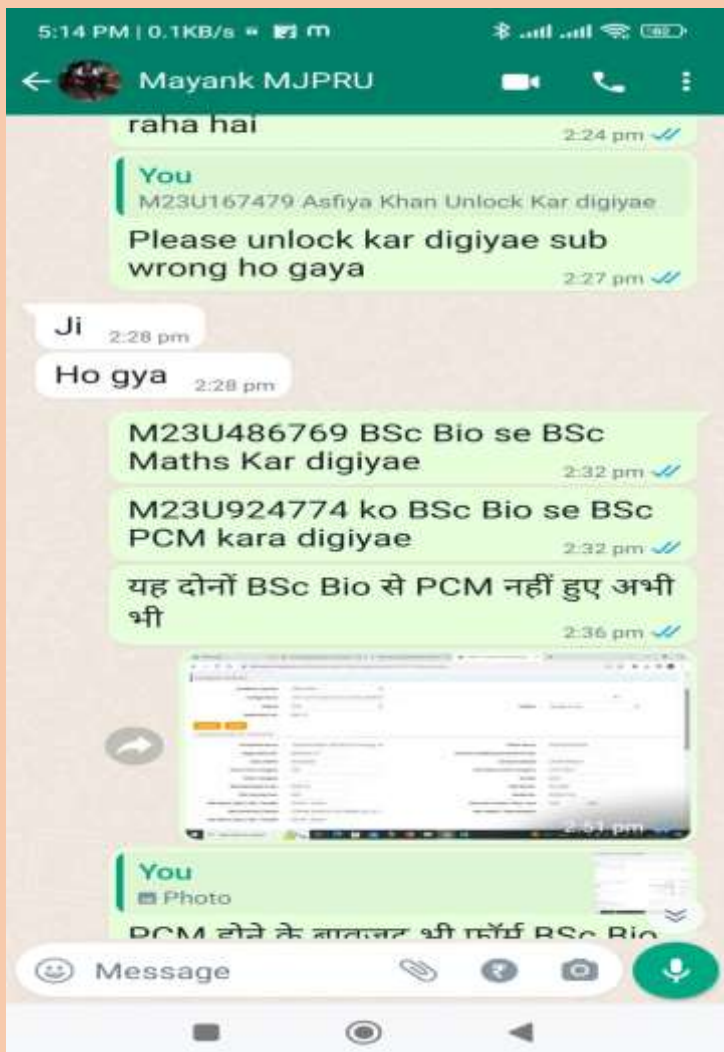 5:14 PM | 0.1KB/s
Mayank MJPRU
raha hai
2:24 pm
You
M23U167479 Asfiya Khan Unlock Kar digiyae
Please unlock kar digiyae sub
wrong ho gaya
2:27 pm
Ji
2:28 pm
Ho gya
2:28 pm
M23U486769 BSc Bio se BSc
Maths Kar digiyae
2:32 pm
M23U924774 ko BSc Bio se BSc
PCM kara digiyae
2:32 pm
यह दोनों BSc Bio से PCM नहीं हुए अभी
भी
2:36 pm
2:51 pm
You
Photo
PCM होने के बावजूद भी फॉर्म BSc Bio
Message